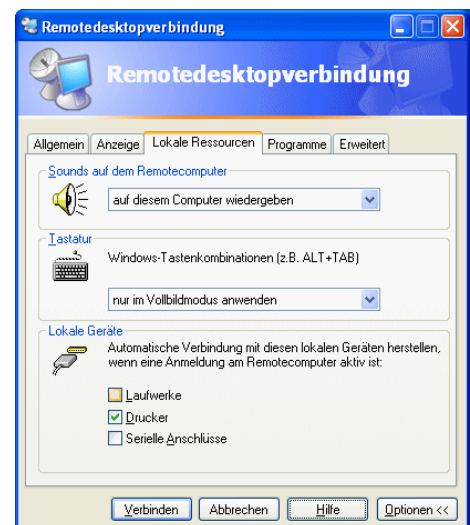 Remotedesktopverbindung
Remotedesktopverbindung
Allgemein Anzeige Lokale Ressourcen Programme Erweitert
Sounds auf dem Remotecomputer
auf diesem Computer wiedergeben
Tastatur
Windows-Tastenkombinationen (z.B. ALT+TAB)
nur im Vollbildmodus anwenden
Lokale Geräte
Automatische Verbindung mit diesen lokalen Geräten herstellen,
wenn eine Anmeldung am Remotecomputer aktiv ist:
Laufwerke
Drucker
Serielle Anschlüsse
Verbinden Abbrechen Hilfe Optionen <<